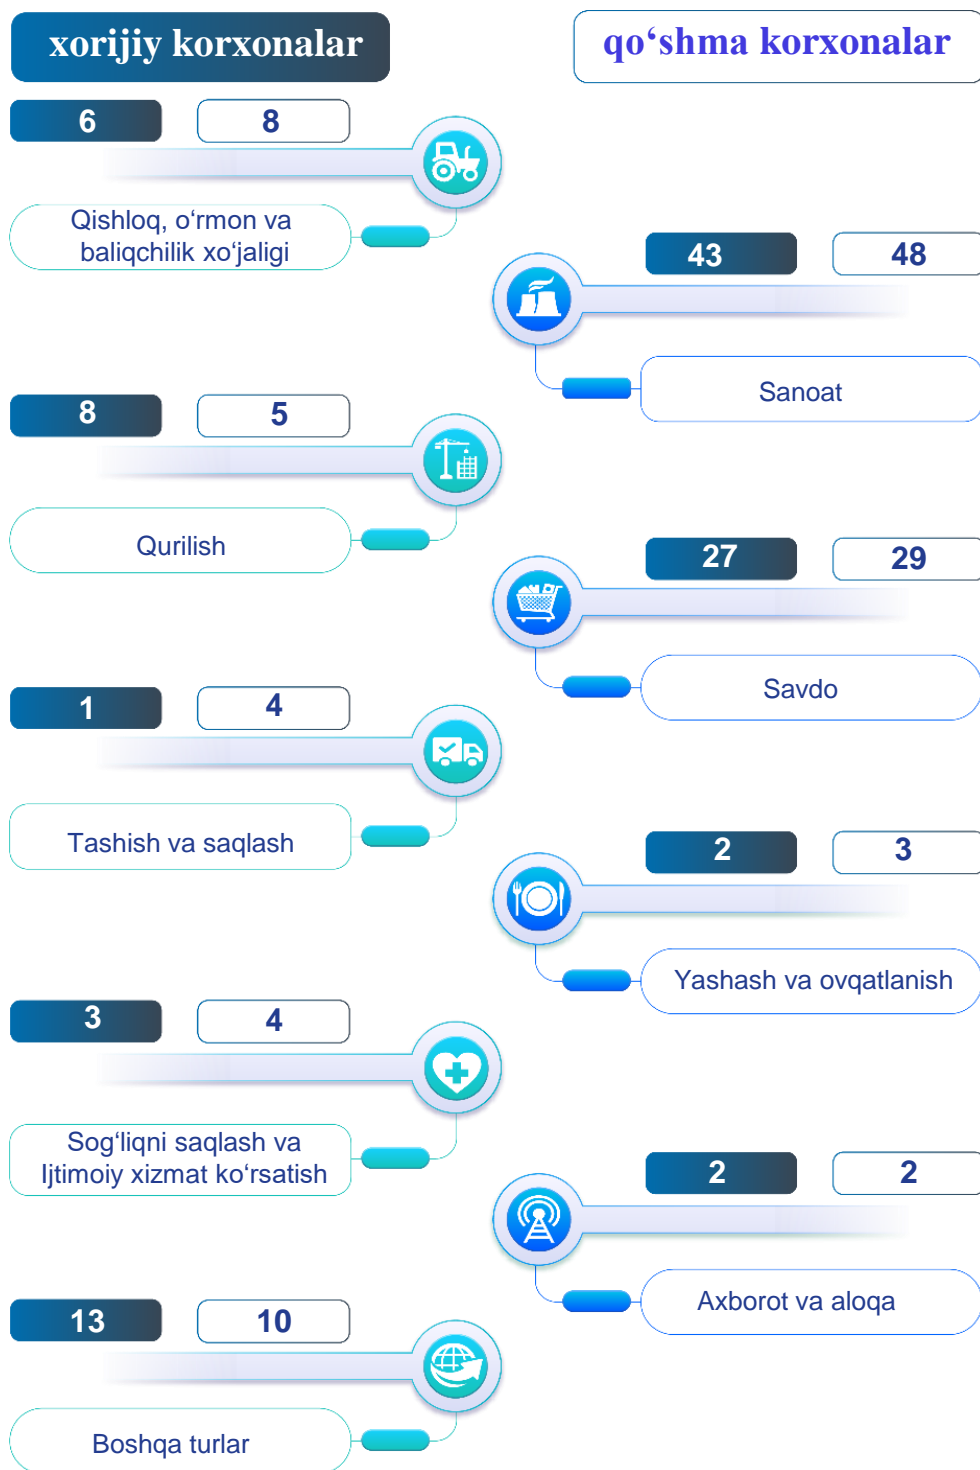 xorijiy korxonalar
qo‘shma korxonalar
6
8
Qishloq, o‘rmon va
baliqchilik xo‘jaligi
43
48
Sanoat
8
5
Qurilish
27
29
Savdo
1
4
Tashish va saqlash
2
3
Yashash va ovqatlanish
3
4
Sog‘liqni saqlash va
Ijtimoiy xizmat ko‘rsatish
2
2
Axborot va aloqa
13
10
Boshqa turlar